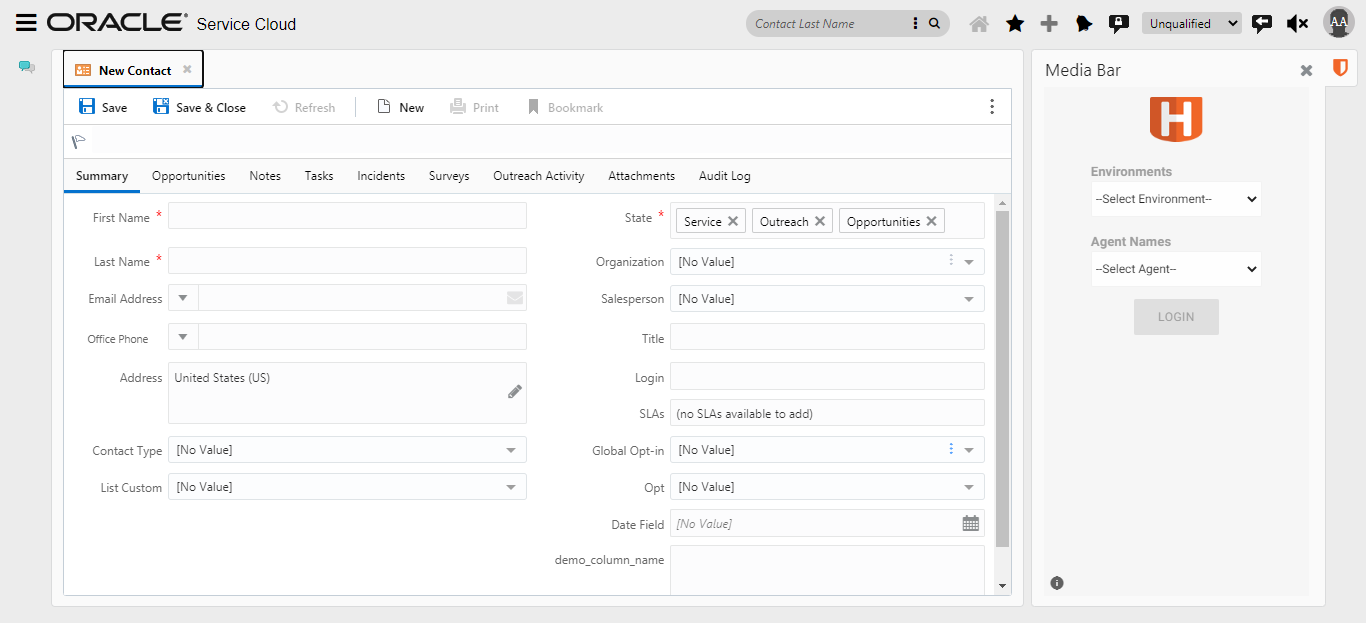 ORACLE® Service Cloud
Contact Last Name
Unqualified
AA
New Contact
Media Bar
Save
Save & Close
Refresh
New
Print
Bookmark
Summary
Opportunities
Notes
Tasks
Incidents
Surveys
Outreach Activity
Attachments
Audit Log
First Name *
Last Name *
Email Address
Office Phone
Address
United States (US)
Contact Type
[No Value]
List Custom
[No Value]
State *
Service
Outreach
Opportunities
Organization
[No Value]
Salesperson
[No Value]
Title
Login
SLAs
(no SLAs available to add)
Global Opt-in
[No Value]
Opt
[No Value]
Date Field
[No Value]
demo_column_name
H
Environments
--Select Environment--
Agent Names
--Select Agent--
LOGIN